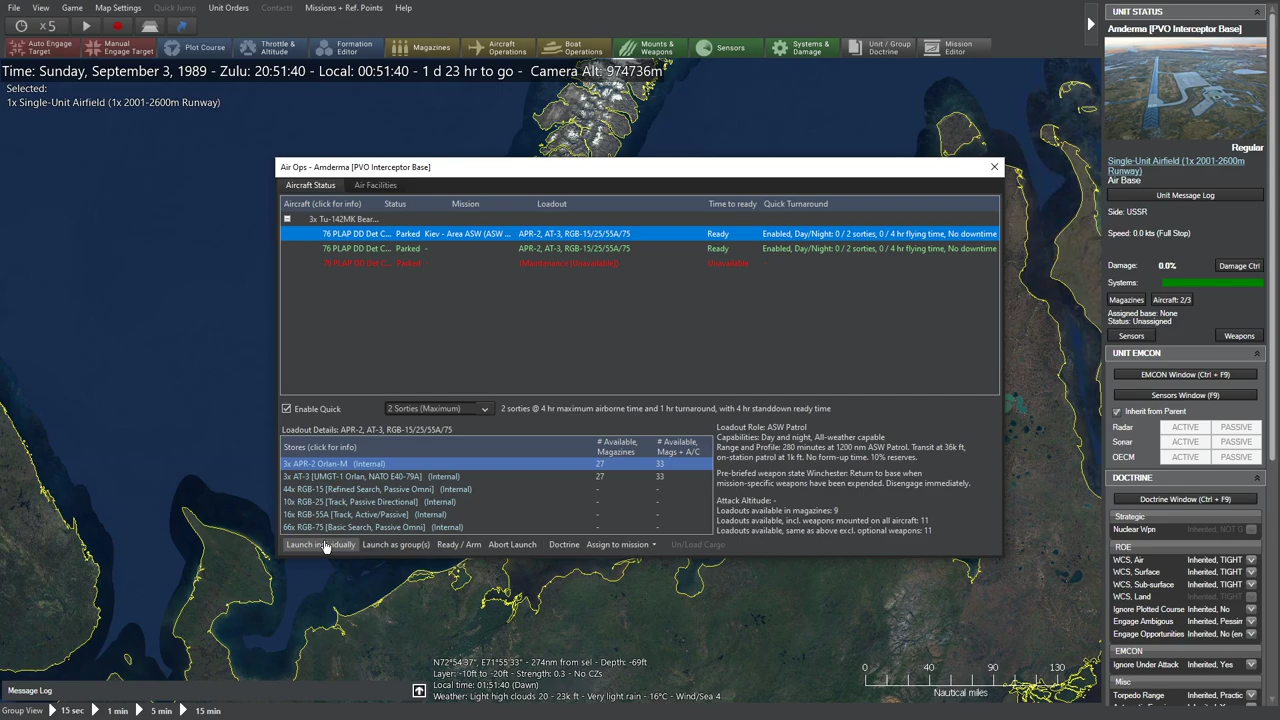 File View Game Map Settings Quick Jump Unit Orders Contacts Missions + Ref. Points Help
× 5
Auto Engage Target
Manual Engage Target
Plot Course
Throttle & Altitude
Formation Editor
Magazines
Aircraft Operations
Boat Operations
Mounts & Weapons
Sensors
Systems & Damage
Unit / Group Doctrine
Mission Editor
Time: Sunday, September 3, 1989 - Zulu: 20:51:40 - Local: 00:51:40 - 1 d 23 hr to go - Camera Alt: 974736m
Selected:
1x Single-Unit Airfield (1x 2001-2600m Runway)
Air Ops - Amderma [PVO Interceptor Base]
Aircraft Status Air Facilities
Aircraft (click for info) Status Mission Loadout Time to ready Quick Turnaround
3x Tu-142MK Bear...
76 PLAP DD Det C... Parked Kiev - Area ASW (ASW ... APR-2, AT-3, RGB-15/25/55A/75 Ready Enabled, Day/Night: 0 / 2 sorties, 0 / 4 hr flying time, No downtime
76 PLAP DD Det C... Parked - APR-2, AT-3, RGB-15/25/55A/75 Ready Enabled, Day/Night: 0 / 2 sorties, 0 / 4 hr flying time, No downtime
76 PLAP DD Det C... Parked - (Maintenance (Unavailable)) Unavailable -
Enable Quick 2 Sorties (Maximum) 2 sorties @ 4 hr maximum airborne time and 1 hr turnaround, with 4 hr standdown ready time
Loadout Details: APR-2, AT-3, RGB-15/25/55A/75
Stores (click for info) # Available, Magazines # Available, Mags + A/C
3x APR-2 Orlan-M (Internal) 27 33
3x AT-3 [UMGT-1 Orlan, NATO E40-79A] (Internal) 27 33
44x RGB-15 [Refined Search, Passive Omni] (Internal) - -
10x RGB-25 [Track, Passive Directional] (Internal) - -
16x RGB-55A [Track, Active/Passive] (Internal) - -
66x RGB-75 [Basic Search, Passive Omni] (Internal) - -
Loadout Role: ASW Patrol
Capabilities: Day and night, All-weather capable
Range and Profile: 280 minutes at 1200 nm ASW Patrol. Transit at 36k ft,
on-station patrol at 1k ft. No form-up time. 10% reserves.
Pre-briefed weapon state Winchester: Return to base when
mission-specific weapons have been expended. Disengage immediately.
Attack Altitude: -
Loadouts available in magazines: 9
Loadouts available, incl. weapons mounted on all aircraft: 11
Loadouts available, same as above excl. optional weapons: 11
Launch individually Launch as group(s) Ready / Arm Abort Launch Doctrine Assign to mission Un/Load Cargo
N72°54'37", E71°55'33" - 274nm from sel - Depth: -69ft
Layer: -10ft to -20ft - Strength: 0.3 - No CZs
Local time: 01:51:40 (Dawn)
Weather: Light high clouds 20 - 23k ft - Very light rain - 16°C - Wind/Sea 4
0 40 90 130
Nautical miles
Message Log
Group View 15 sec 1 min 5 min 15 min
UNIT STATUS
Amderma [PVO Interceptor Base]
Regular
Single-Unit Airfield (1x 2001-2600m
Runway)
Air Base
Unit Message Log
Side: USSR
Speed: 0.0 kts (Full Stop)
Damage: 0.0% Damage Ctrl
Systems:
Magazines Aircraft: 2/3
Assigned base: None
Status: Unassigned
Sensors Weapons
UNIT EMCON
EMCON Window (Ctrl + F9)
Sensors Window (F9)
Inherit from Parent
Radar ACTIVE PASSIVE
Sonar ACTIVE PASSIVE
OECM ACTIVE PASSIVE
DOCTRINE
Doctrine Window (Ctrl + F9)
Strategic
Nuclear Wpn Inherited, NOT G
ROE
WCS, Air Inherited, TIGHT
WCS, Surface Inherited, TIGHT
WCS, Sub-surface Inherited, TIGHT
WCS, Land Inherited, TIGHT
Ignore Plotted Course Inherited, No
Engage Ambiguous Inherited, Pessim
Engage Opportunities Inherited, No (en
EMCON
Ignore Under Attack Inherited, Yes
Misc
Torpedo Range Inherited, Practic